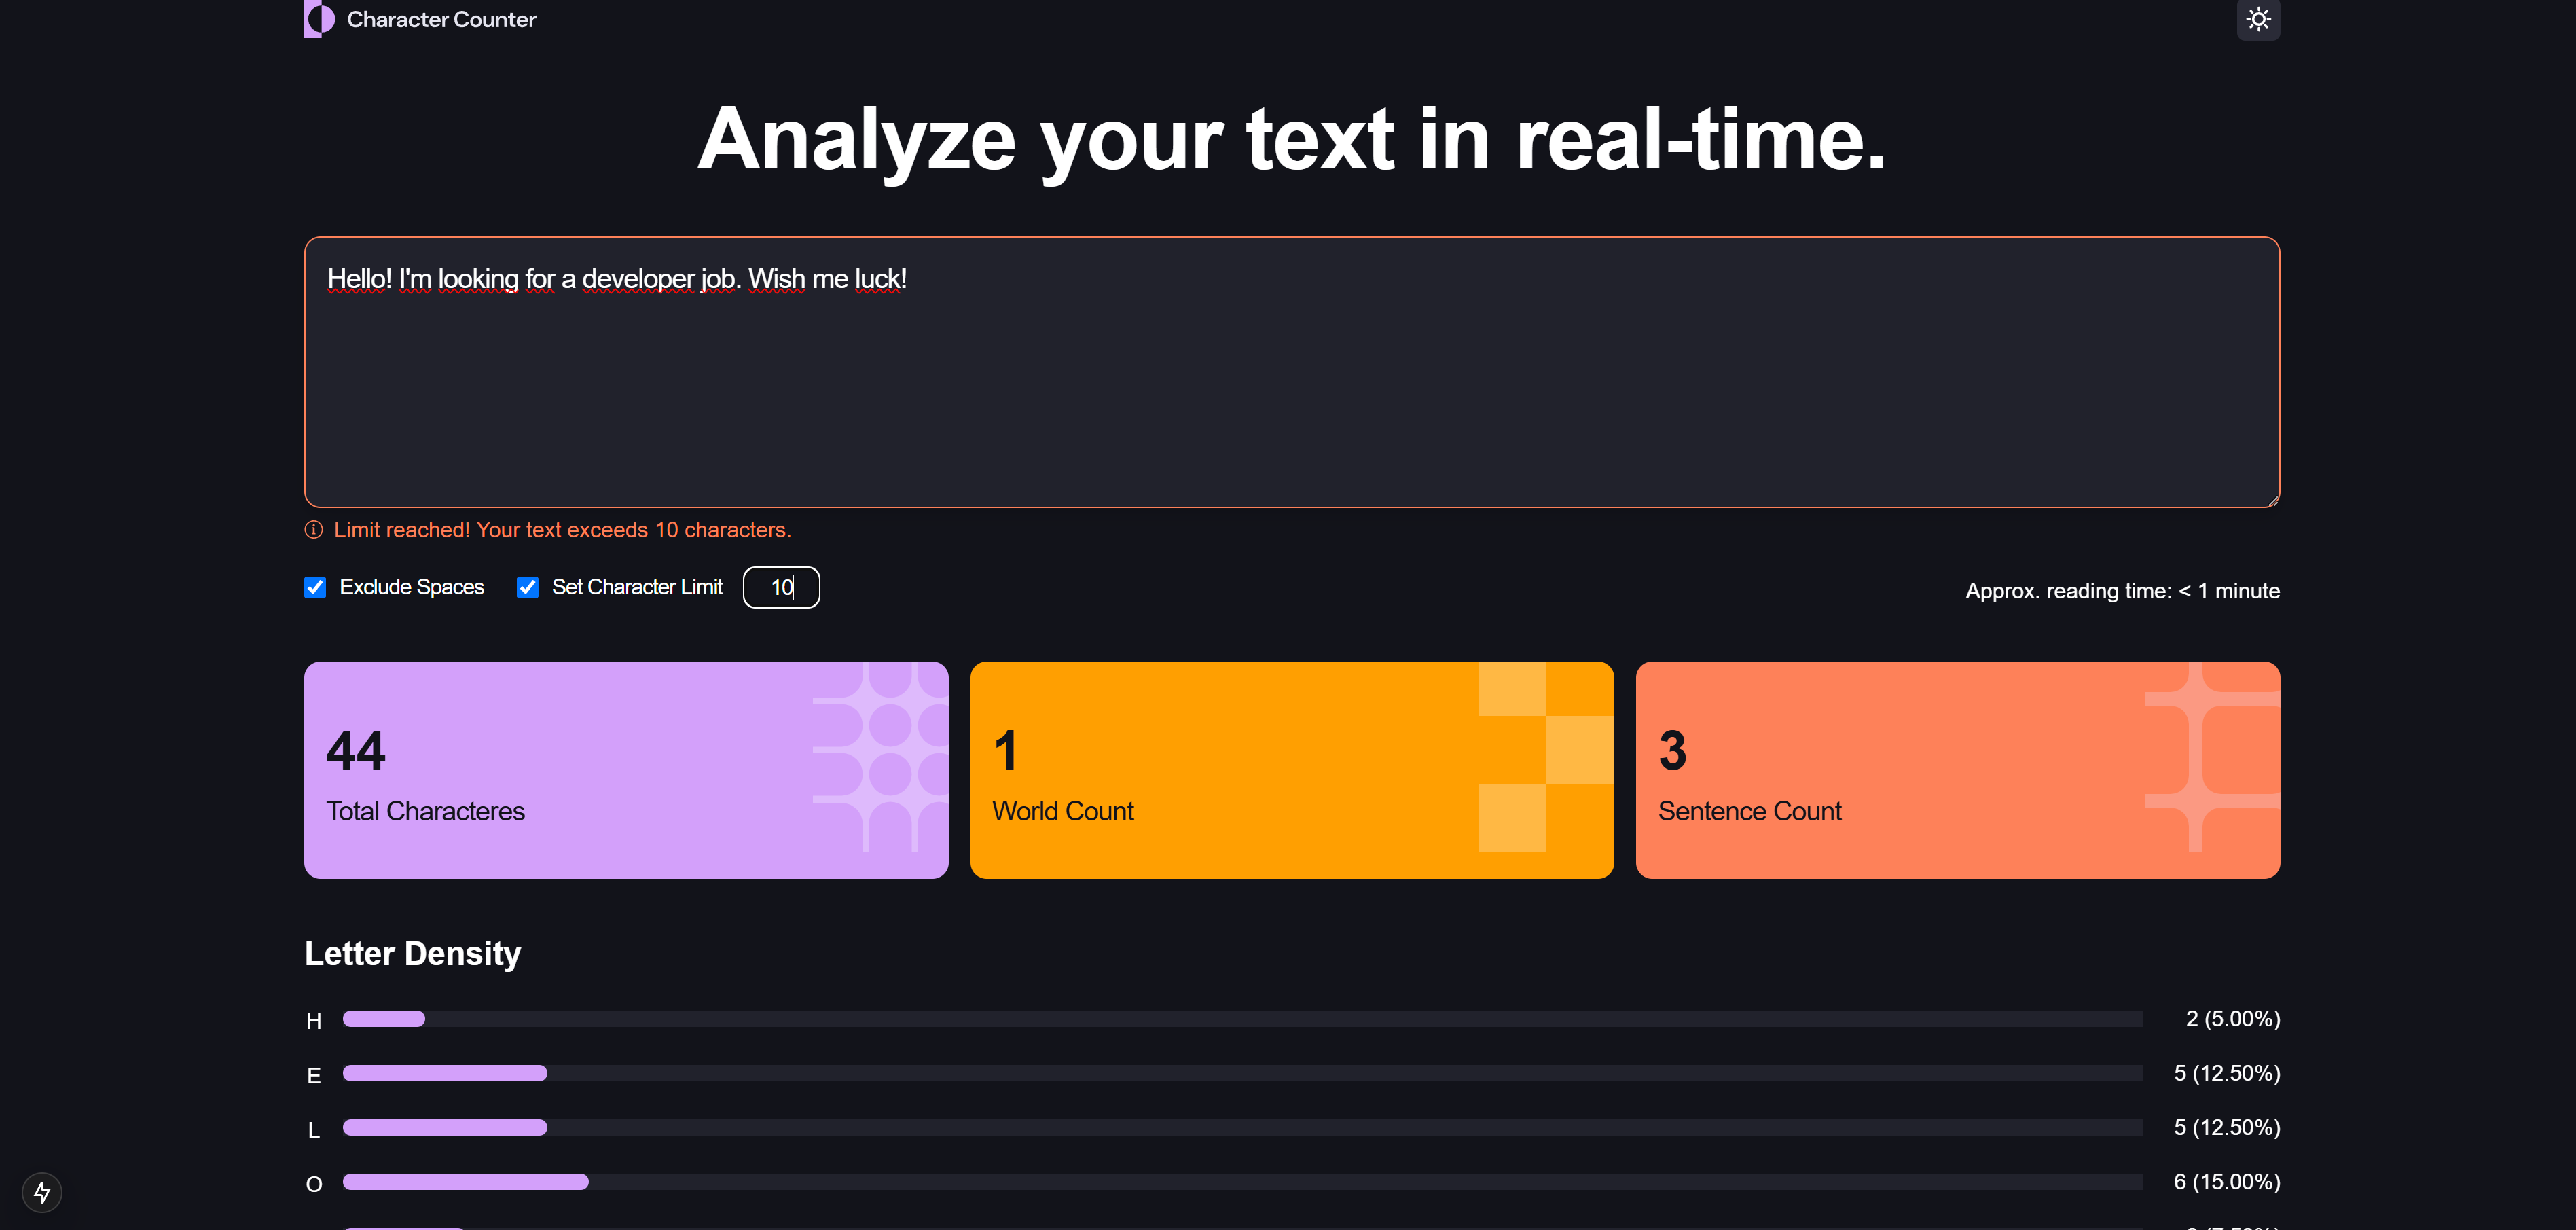 Character Counter
Analyze your text in real-time.
Hello! I'm looking for a developer job. Wish me luck!
Limit reached! Your text exceeds 10 characters.
Exclude Spaces
Set Character Limit
10
Approx. reading time: < 1 minute
44
Total Characteres
1
World Count
3
Sentence Count
Letter Density
H 2 (5.00%)
E 5 (12.50%)
L 5 (12.50%)
O 6 (15.00%)